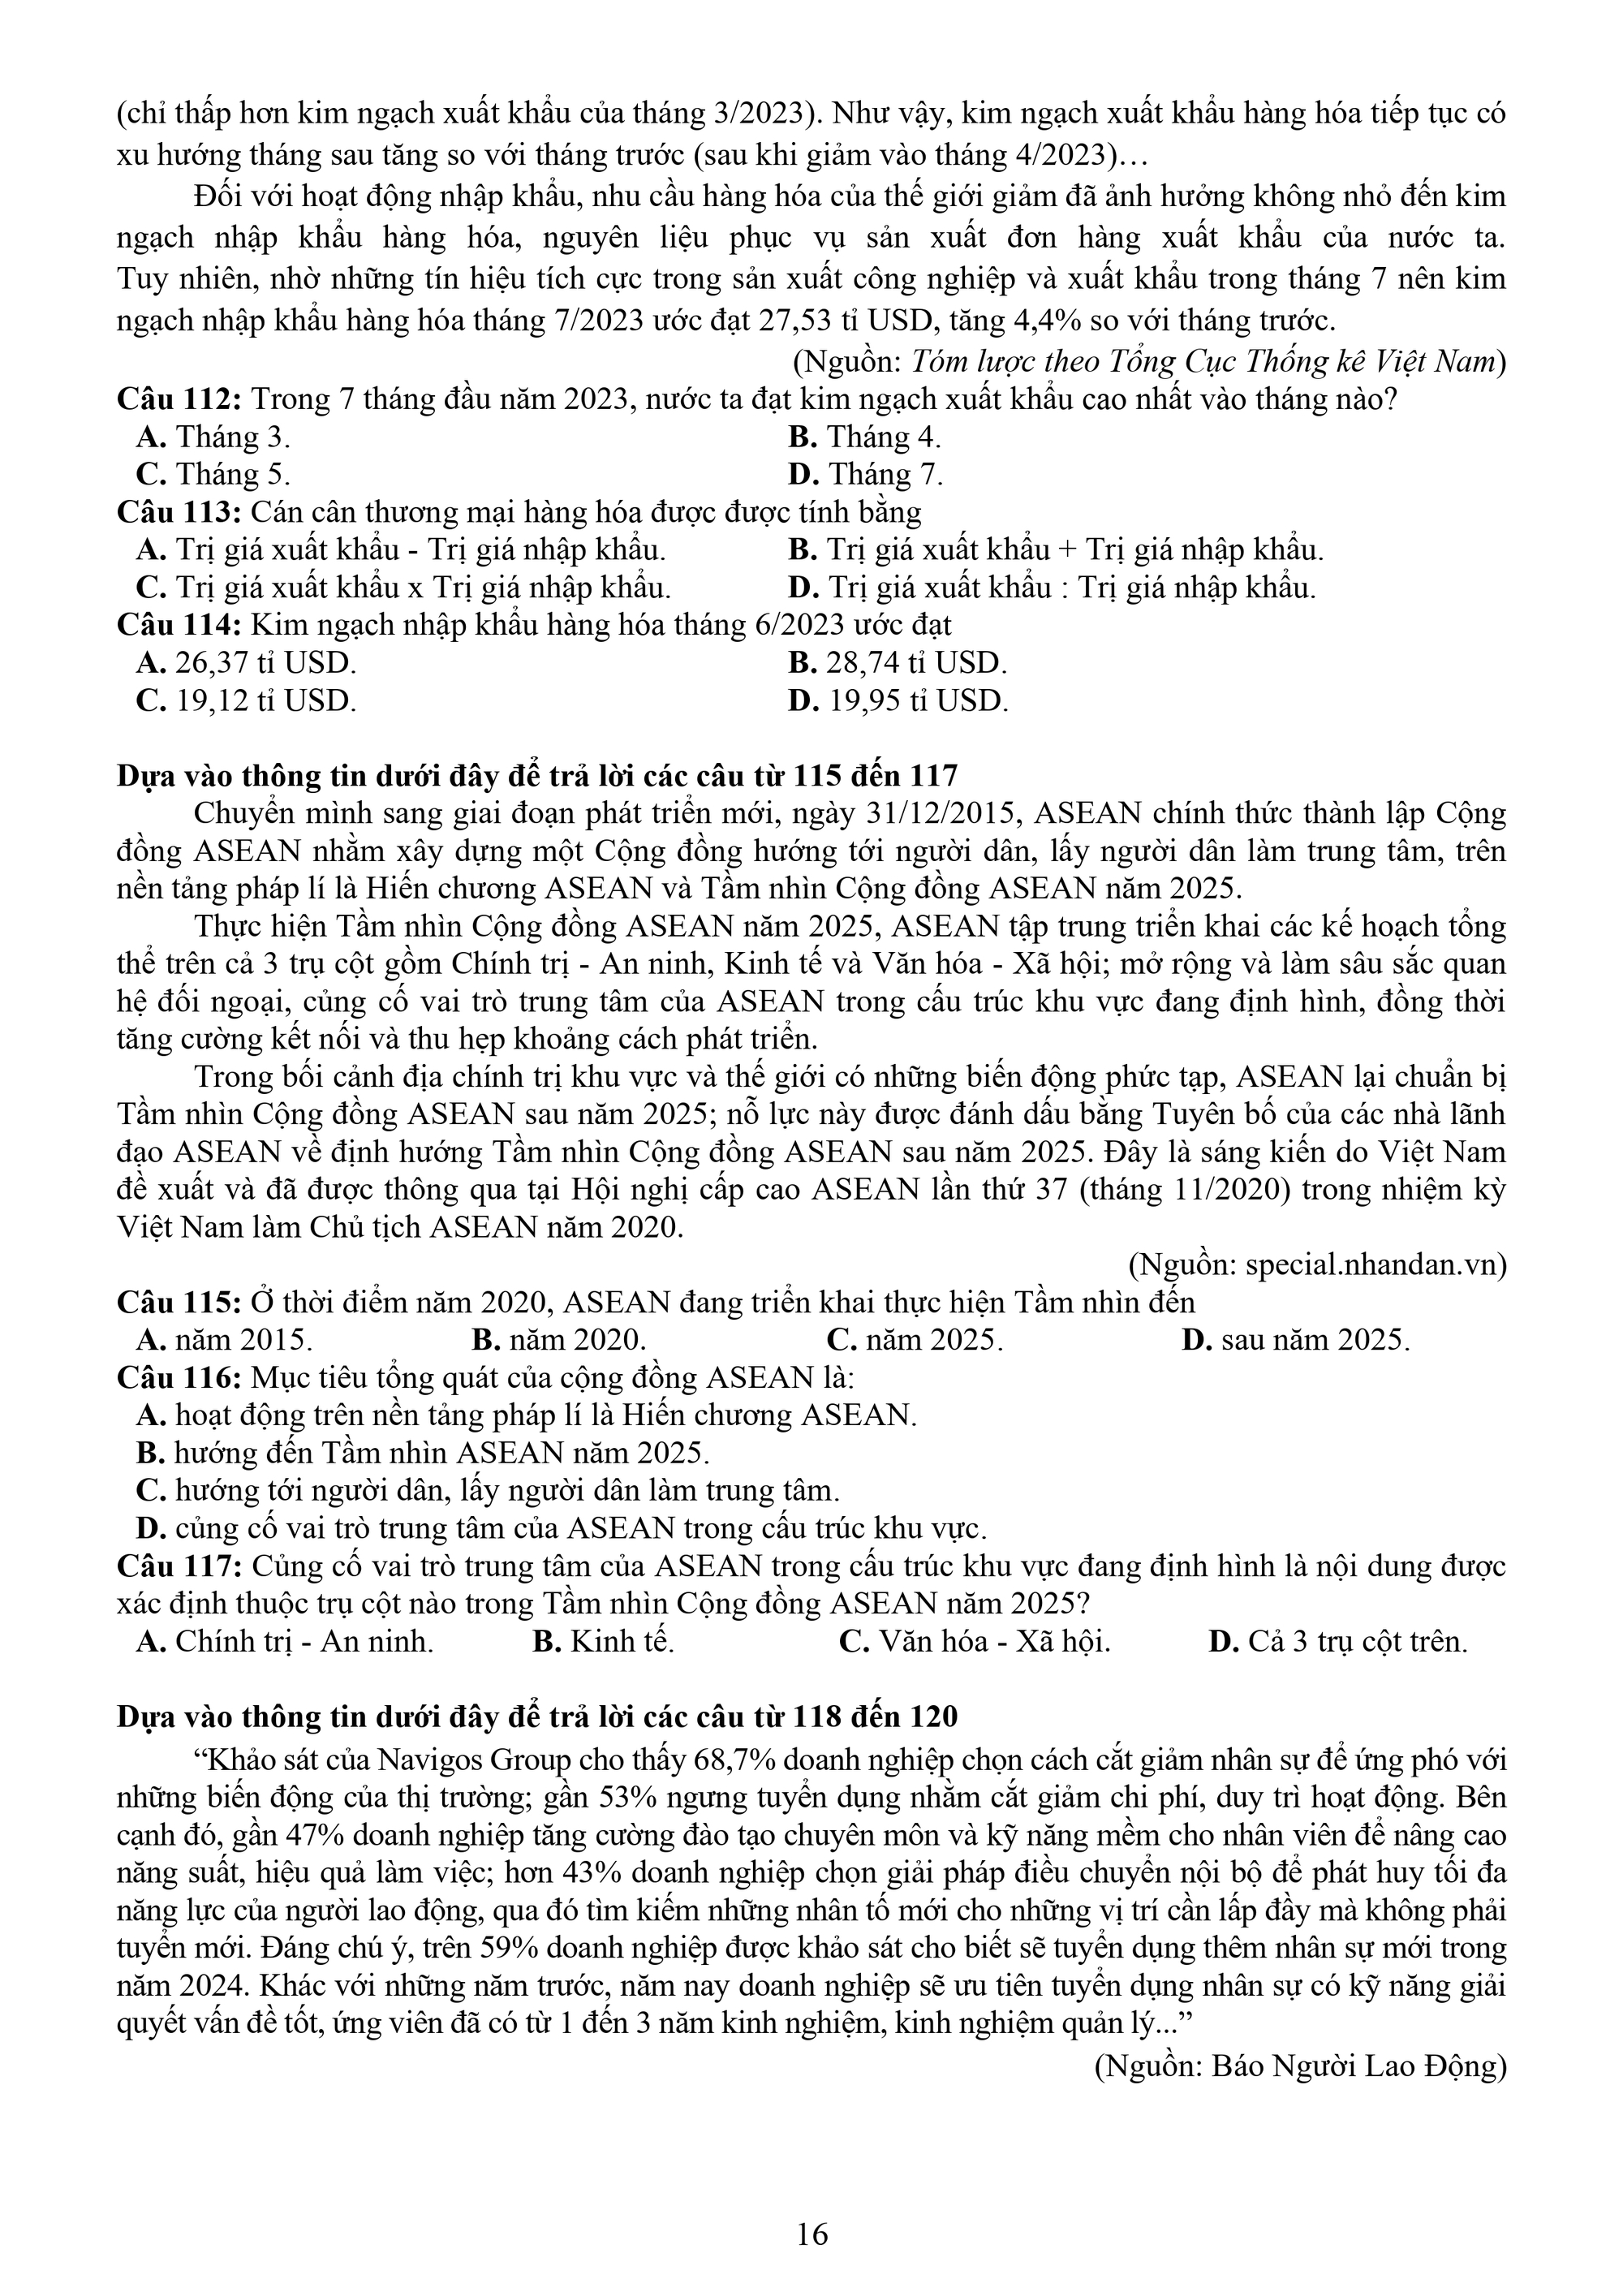 (chỉ thấp hơn kim ngạch xuất khẩu của tháng 3/2023). Như vậy, kim ngạch xuất khẩu hàng hóa tiếp tục có
xu hướng tháng sau tăng so với tháng trước (sau khi giảm vào tháng 4/2023)…
Đối với hoạt động nhập khẩu, nhu cầu hàng hóa của thế giới giảm đã ảnh hưởng không nhỏ đến kim
ngạch nhập khẩu hàng hóa, nguyên liệu phục vụ sản xuất đơn hàng xuất khẩu của nước ta.
Tuy nhiên, nhờ những tín hiệu tích cực trong sản xuất công nghiệp và xuất khẩu trong tháng 7 nên kim
ngạch nhập khẩu hàng hóa tháng 7/2023 ước đạt 27,53 tỉ USD, tăng 4,4% so với tháng trước.
(Nguồn: Tóm lược theo Tổng Cục Thống kê Việt Nam)
Câu 112: Trong 7 tháng đầu năm 2023, nước ta đạt kim ngạch xuất khẩu cao nhất vào tháng nào?
A. Tháng 3. B. Tháng 4.
C. Tháng 5. D. Tháng 7.
Câu 113: Cán cân thương mại hàng hóa được được tính bằng
A. Trị giá xuất khẩu - Trị giá nhập khẩu. B. Trị giá xuất khẩu + Trị giá nhập khẩu.
C. Trị giá xuất khẩu x Trị giá nhập khẩu. D. Trị giá xuất khẩu : Trị giá nhập khẩu.
Câu 114: Kim ngạch nhập khẩu hàng hóa tháng 6/2023 ước đạt
A. 26,37 tỉ USD. B. 28,74 tỉ USD.
C. 19,12 tỉ USD. D. 19,95 tỉ USD.
Dựa vào thông tin dưới đây để trả lời các câu từ 115 đến 117
Chuyển mình sang giai đoạn phát triển mới, ngày 31/12/2015, ASEAN chính thức thành lập Cộng
đồng ASEAN nhằm xây dựng một Cộng đồng hướng tới người dân, lấy người dân làm trung tâm, trên
nền tảng pháp lí là Hiến chương ASEAN và Tầm nhìn Cộng đồng ASEAN năm 2025.
Thực hiện Tầm nhìn Cộng đồng ASEAN năm 2025, ASEAN tập trung triển khai các kế hoạch tổng
thể trên cả 3 trụ cột gồm Chính trị - An ninh, Kinh tế và Văn hóa - Xã hội; mở rộng và làm sâu sắc quan
hệ đối ngoại, củng cố vai trò trung tâm của ASEAN trong cấu trúc khu vực đang định hình, đồng thời
tăng cường kết nối và thu hẹp khoảng cách phát triển.
Trong bối cảnh địa chính trị khu vực và thế giới có những biến động phức tạp, ASEAN lại chuẩn bị
Tầm nhìn Cộng đồng ASEAN sau năm 2025; nỗ lực này được đánh dấu bằng Tuyên bố của các nhà lãnh
đạo ASEAN về định hướng Tầm nhìn Cộng đồng ASEAN sau năm 2025. Đây là sáng kiến do Việt Nam
đề xuất và đã được thông qua tại Hội nghị cấp cao ASEAN lần thứ 37 (tháng 11/2020) trong nhiệm kỳ
Việt Nam làm Chủ tịch ASEAN năm 2020.
(Nguồn: special.nhandan.vn)
Câu 115: Ở thời điểm năm 2020, ASEAN đang triển khai thực hiện Tầm nhìn đến
A. năm 2015. B. năm 2020. C. năm 2025. D. sau năm 2025.
Câu 116: Mục tiêu tổng quát của cộng đồng ASEAN là:
A. hoạt động trên nền tảng pháp lí là Hiến chương ASEAN.
B. hướng đến Tầm nhìn ASEAN năm 2025.
C. hướng tới người dân, lấy người dân làm trung tâm.
D. củng cố vai trò trung tâm của ASEAN trong cấu trúc khu vực.
Câu 117: Củng cố vai trò trung tâm của ASEAN trong cấu trúc khu vực đang định hình là nội dung được
xác định thuộc trụ cột nào trong Tầm nhìn Cộng đồng ASEAN năm 2025?
A. Chính trị - An ninh. B. Kinh tế. C. Văn hóa - Xã hội. D. Cả 3 trụ cột trên.
Dựa vào thông tin dưới đây để trả lời các câu từ 118 đến 120
“Khảo sát của Navigos Group cho thấy 68,7% doanh nghiệp chọn cách cắt giảm nhân sự để ứng phó với
những biến động của thị trường; gần 53% ngưng tuyển dụng nhằm cắt giảm chi phí, duy trì hoạt động. Bên
cạnh đó, gần 47% doanh nghiệp tăng cường đào tạo chuyên môn và kỹ năng mềm cho nhân viên để nâng cao
năng suất, hiệu quả làm việc; hơn 43% doanh nghiệp chọn giải pháp điều chuyển nội bộ để phát huy tối đa
năng lực của người lao động, qua đó tìm kiếm những nhân tố mới cho những vị trí cần lấp đầy mà không phải
tuyển mới. Đáng chú ý, trên 59% doanh nghiệp được khảo sát cho biết sẽ tuyển dụng thêm nhân sự mới trong
năm 2024. Khác với những năm trước, năm nay doanh nghiệp sẽ ưu tiên tuyển dụng nhân sự có kỹ năng giải
quyết vấn đề tốt, ứng viên đã có từ 1 đến 3 năm kinh nghiệm, kinh nghiệm quản lý...”
(Nguồn: Báo Người Lao Động)
16